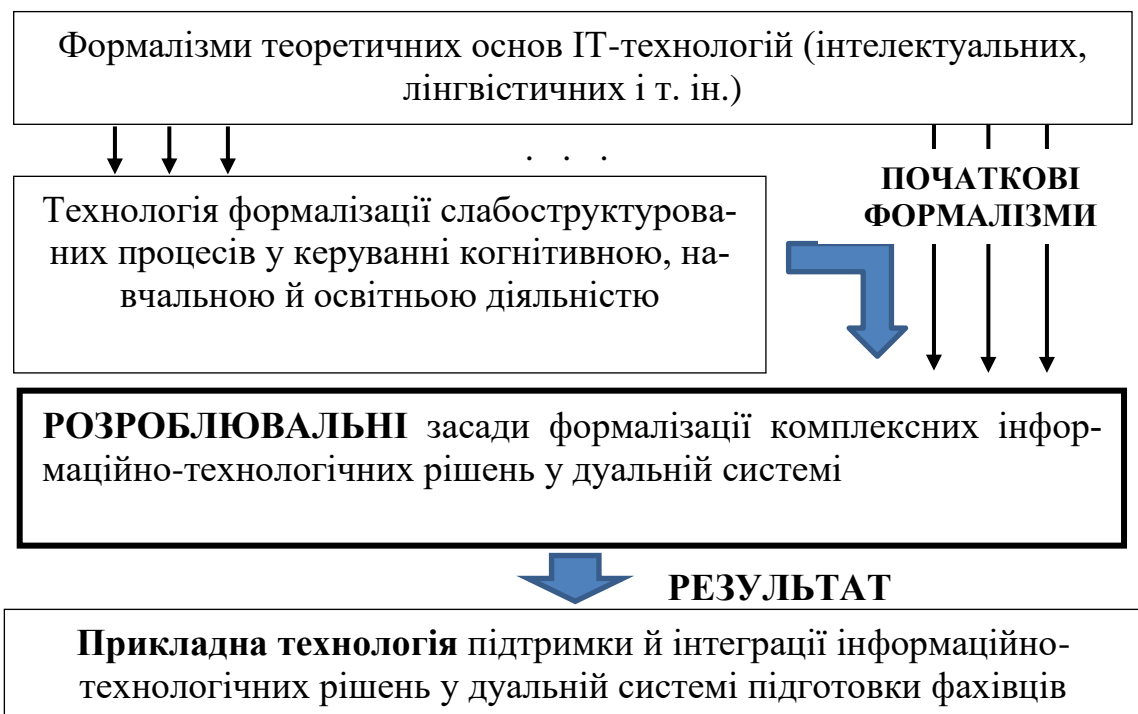 Формалізми теоретичних основ ІТ-технологій (інтелектуальних,
лінгвістичних і т. ін.)
. . .
ПОЧАТКОВІ
ФОРМАЛІЗМИ
Технологія формалізації слабоструктурова-
них процесів у керуванні когнітивною, на-
вчальною й освітньою діяльністю
РОЗРОБЛЮВАЛЬНІ засади формалізації комплексних інфор-
маційно-технологічних рішень у дуальній системі
РЕЗУЛЬТАТ
Прикладна технологія підтримки й інтеграції інформаційно-
технологічних рішень у дуальній системі підготовки фахівців